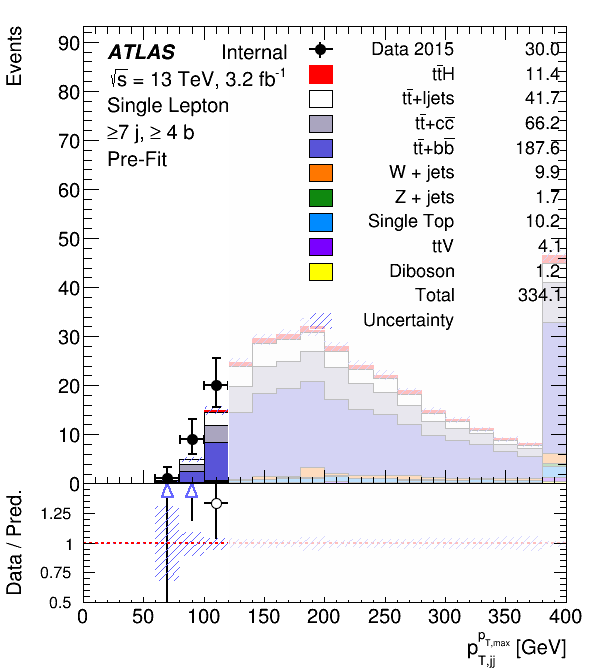 Events
90
80
70
60
50
40
30
20
10
0
ATLAS Internal
√s = 13 TeV, 3.2 fb⁻¹
Single Lepton
≥7 j, ≥ 4 b
Pre-Fit
Data 2015 30.0
tt̄H 11.4
tt̄+ljets 41.7
tt̄+cc̄ 66.2
tt̄+bb̄ 187.6
W + jets 9.9
Z + jets 1.7
Single Top 10.2
ttV 4.1
Diboson 1.2
Total 334.1
Uncertainty
Data / Pred.
1.25
1
0.75
0.5
0 50 100 150 200 250 300 350 400
p_{T,jj}^{p_{T,max}} [GeV]